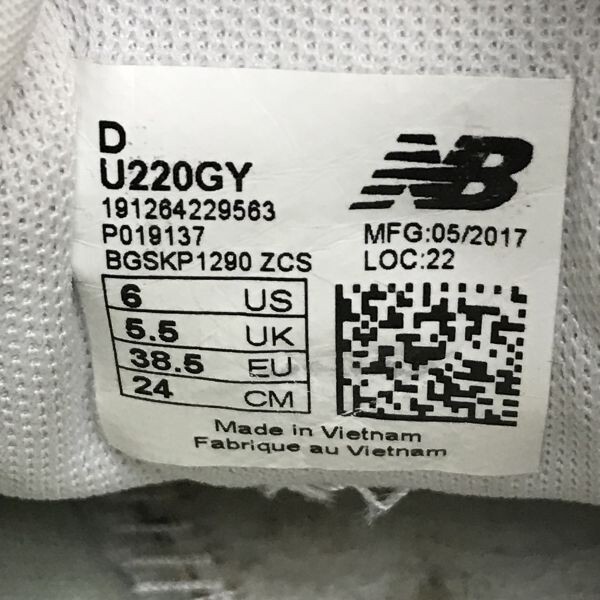 D
U220GY
191264229563
P019137
BGSKP1290 ZCS
NB
MFG:05/2017
LOC:22
6 US
5.5 UK
38.5 EU
24 CM
Made in Vietnam
Fabrique au Vietnam